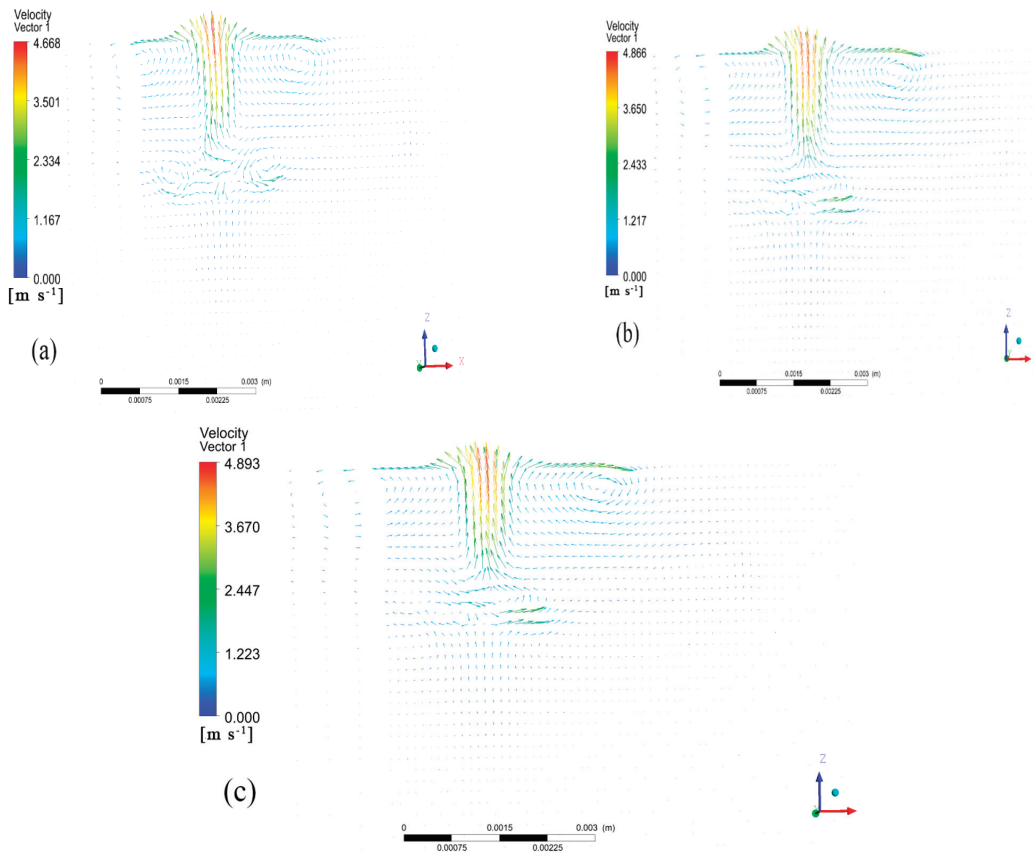 Velocity
Vector 1
4.668
3.501
2.334
1.167
0.000
[m s⁻¹]
(a)
Z
X
0 0.0015 0.003 (m)
0.00075 0.00225
Velocity
Vector 1
4.866
3.650
2.433
1.217
0.000
[m s⁻¹]
(b)
Z
0 0.0015 0.003 (m)
0.00075 0.00225
Velocity
Vector 1
4.893
3.670
2.447
1.223
0.000
[m s⁻¹]
(c)
Z
0 0.0015 0.003 (m)
0.00075 0.00225